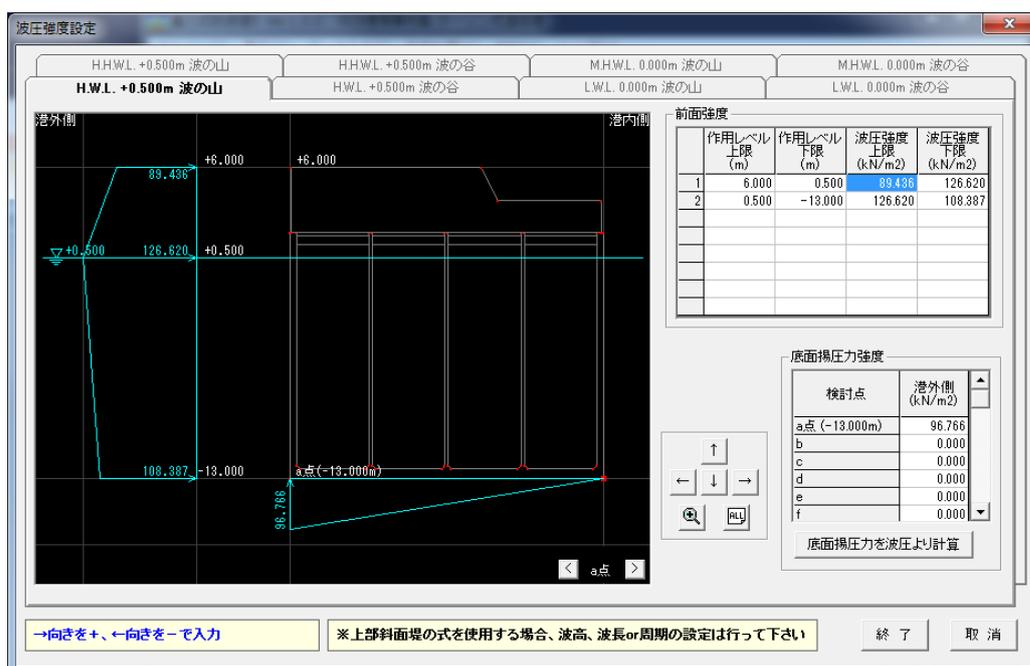 波圧強度設定
H.H.W.L. +0.500m 波の山
H.H.W.L. +0.500m 波の谷
M.H.W.L. 0.000m 波の山
M.H.W.L. 0.000m 波の谷
H.W.L. +0.500m 波の山
H.W.L. +0.500m 波の谷
L.W.L. 0.000m 波の山
L.W.L. 0.000m 波の谷
港外側
港内側
+6.000
+6.000
89.436
+0.500
126.620
+0.500
108.387
-13.000
a点(-13.000m)
96.766
< a点 >
前面強度
作用レベル上限(m) 作用レベル下限(m) 波圧強度上限(kN/m2) 波圧強度下限(kN/m2)
1 6.000 0.500 89.436 126.620
2 0.500 -13.000 126.620 108.387
↑
← ↓ →
ALL
底面揚圧力強度
検討点 港外側(kN/m2)
a点 (-13.000m) 96.766
b 0.000
c 0.000
d 0.000
e 0.000
f 0.000
底面揚圧力を波圧より計算
→向きを+、←向きを-で入力
※上部斜面堤の式を使用する場合、波高、波長or周期の設定は行って下さい
終 了
取 消